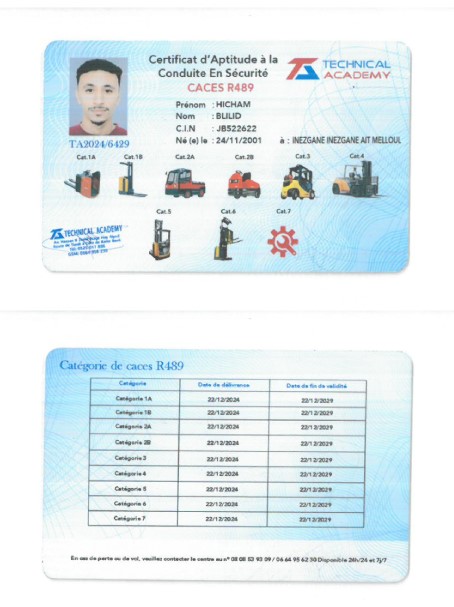 Certificat d'Aptitude à la
Conduite En Sécurité
CACES R489
TECHNICAL
ACADEMY
Prénom : HICHAM
Nom : BLILID
C.I.N : JB522622
Né (e) le : 24/11/2001 à : INEZGANE INEZGANE AIT MELLOUL
TA2024/6429
Cat.1A Cat.1B Cat.2A Cat.2B Cat.3 Cat.4
Cat.5 Cat.6 Cat.7
TECHNICAL ACADEMY
Catégorie de caces R489
Catégorie Date de délivrance Date de fin de validité
Catégorie 1A 22/12/2024 22/12/2029
Catégorie 1B 22/12/2024 22/12/2029
Catégorie 2A 22/12/2024 22/12/2029
Catégorie 2B 22/12/2024 22/12/2029
Catégorie 3 22/12/2024 22/12/2029
Catégorie 4 22/12/2024 22/12/2029
Catégorie 5 22/12/2024 22/12/2029
Catégorie 6 22/12/2024 22/12/2029
Catégorie 7 22/12/2024 22/12/2029
En cas de perte ou de vol, veuillez contacter le centre au n° 08 08 53 93 09 / 06 64 95 62 30 Disponible 24h/24 et 7j/7